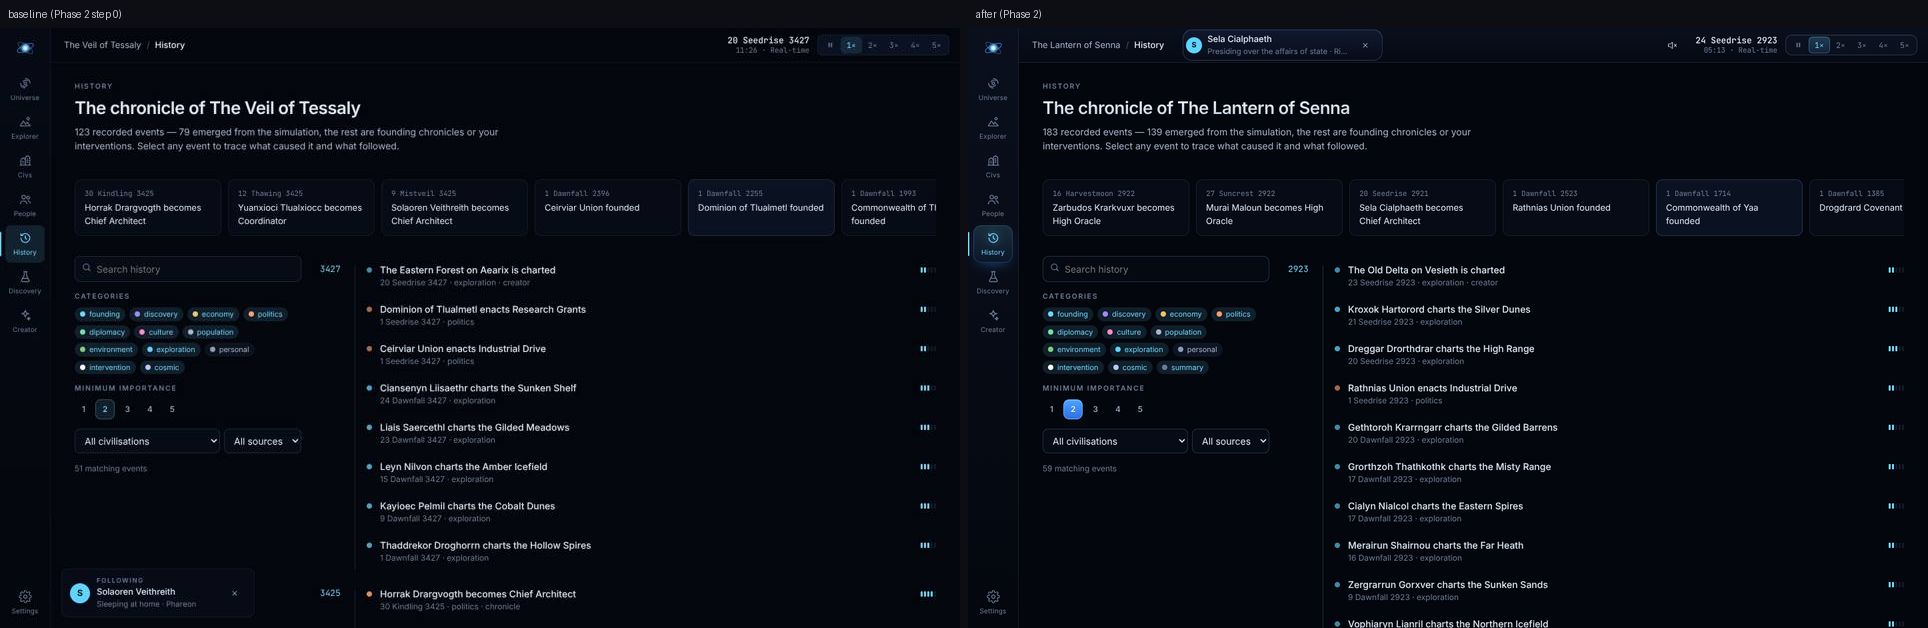 baseline (Phase 2 step 0)
The Veil of Tessaly / History
20 Seedrise 3427
11:26 · Real-time
1× 2× 3× 4× 5×
Universe
Explorer
Civs
People
History
Discovery
Creator
Settings
HISTORY
The chronicle of The Veil of Tessaly
123 recorded events — 79 emerged from the simulation, the rest are founding chronicles or your
interventions. Select any event to trace what caused it and what followed.
30 Kindling 3425
Horrak Drargvogth becomes
Chief Architect
12 Thawing 3425
Yuanxioci Tlualxiocc becomes
Coordinator
9 Mistveil 3425
Solaoren Veithreith becomes
Chief Architect
1 Dawnfall 2396
Ceirviar Union founded
1 Dawnfall 2255
Dominion of Tlualmetl founded
1 Dawnfall 1993
Commonwealth of Tl
founded
Search history
CATEGORIES
founding discovery economy politics
diplomacy culture population
environment exploration personal
intervention cosmic
MINIMUM IMPORTANCE
1 2 3 4 5
All civilisations All sources
51 matching events
3427
The Eastern Forest on Aearix is charted
20 Seedrise 3427 · exploration · creator
Dominion of Tlualmetl enacts Research Grants
1 Seedrise 3427 · politics
Ceirviar Union enacts Industrial Drive
1 Seedrise 3427 · politics
Ciansenyn Liisaethr charts the Sunken Shelf
24 Dawnfall 3427 · exploration
Liais Saercethl charts the Gilded Meadows
23 Dawnfall 3427 · exploration
Leyn Nilvon charts the Amber Icefield
15 Dawnfall 3427 · exploration
Kayioec Pelmil charts the Cobalt Dunes
9 Dawnfall 3427 · exploration
Thaddrekor Droghorrn charts the Hollow Spires
1 Dawnfall 3427 · exploration
3425
Horrak Drargvogth becomes Chief Architect
30 Kindling 3425 · politics · chronicle
S
FOLLOWING
Solaoren Veithreith
Sleeping at home · Phareon
×
after (Phase 2)
The Lantern of Senna / History
S
Sela Cialphaeth
Presiding over the affairs of state · Ri...
×
24 Seedrise 2923
05:13 · Real-time
1× 2× 3× 4× 5×
Universe
Explorer
Civs
People
History
Discovery
Creator
Settings
HISTORY
The chronicle of The Lantern of Senna
183 recorded events — 139 emerged from the simulation, the rest are founding chronicles or your
interventions. Select any event to trace what caused it and what followed.
16 Harvestmoon 2922
Zarbudos Krarkvuxr becomes
High Oracle
27 Suncrest 2922
Murai Maloun becomes High
Oracle
20 Seedrise 2921
Sela Cialphaeth becomes
Chief Architect
1 Dawnfall 2523
Rathnias Union founded
1 Dawnfall 1714
Commonwealth of Yaa
founded
1 Dawnfall 1385
Drogdrard Covenant
Search history
CATEGORIES
founding discovery economy politics
diplomacy culture population
environment exploration personal
intervention cosmic summary
MINIMUM IMPORTANCE
1 2 3 4 5
All civilisations All sources
59 matching events
2923
The Old Delta on Vesieth is charted
23 Seedrise 2923 · exploration · creator
Kroxok Hartorord charts the Silver Dunes
21 Seedrise 2923 · exploration
Dreggar Drorthdrar charts the High Range
20 Seedrise 2923 · exploration
Rathnias Union enacts Industrial Drive
1 Seedrise 2923 · politics
Gethtoroh Krarrngarr charts the Gilded Barrens
20 Dawnfall 2923 · exploration
Grorthzoh Thathkothk charts the Misty Range
17 Dawnfall 2923 · exploration
Cialyn Nialcol charts the Eastern Spires
17 Dawnfall 2923 · exploration
Merairun Shairnou charts the Far Heath
16 Dawnfall 2923 · exploration
Zergrarrun Gorxver charts the Sunken Sands
9 Dawnfall 2923 · exploration
Vophiaryn Lianril charts the Northern Icefield